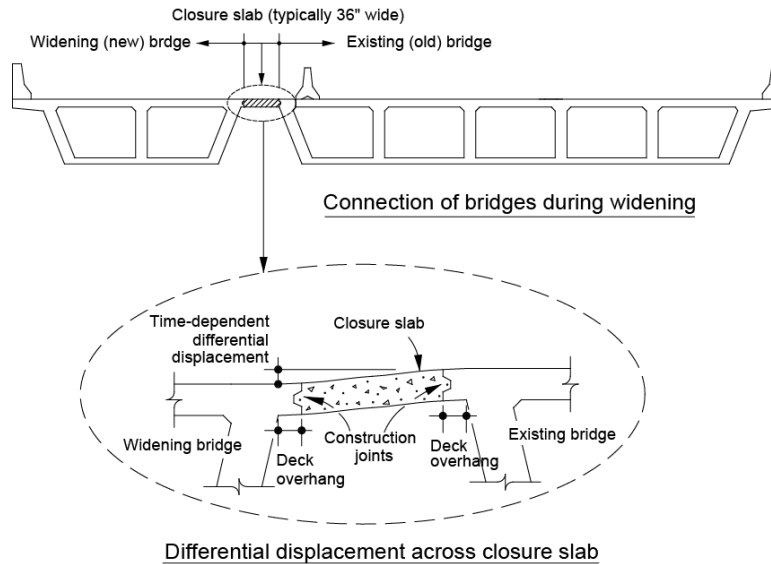 Closure slab (typically 36" wide)
Widening (new) brdge
Existing (old) bridge
Connection of bridges during widening
Time-dependent
differential
displacement
Closure slab
Widening bridge
Deck
overhang
Construction
joints
Deck
overhang
Existing bridge
Differential displacement across closure slab